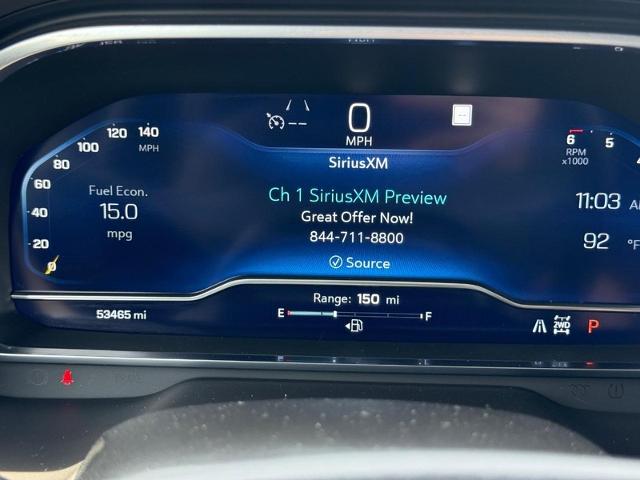 0
MPH
120 140
100
MPH
80
60
40
20
0
Fuel Econ.
15.0
mpg
SiriusXM
Ch 1 SiriusXM Preview
Great Offer Now!
844-711-8800
Source
6 5
RPM
x1000
11:03
92 °F
53465 mi
Range: 150 mi
E F
2WD
P